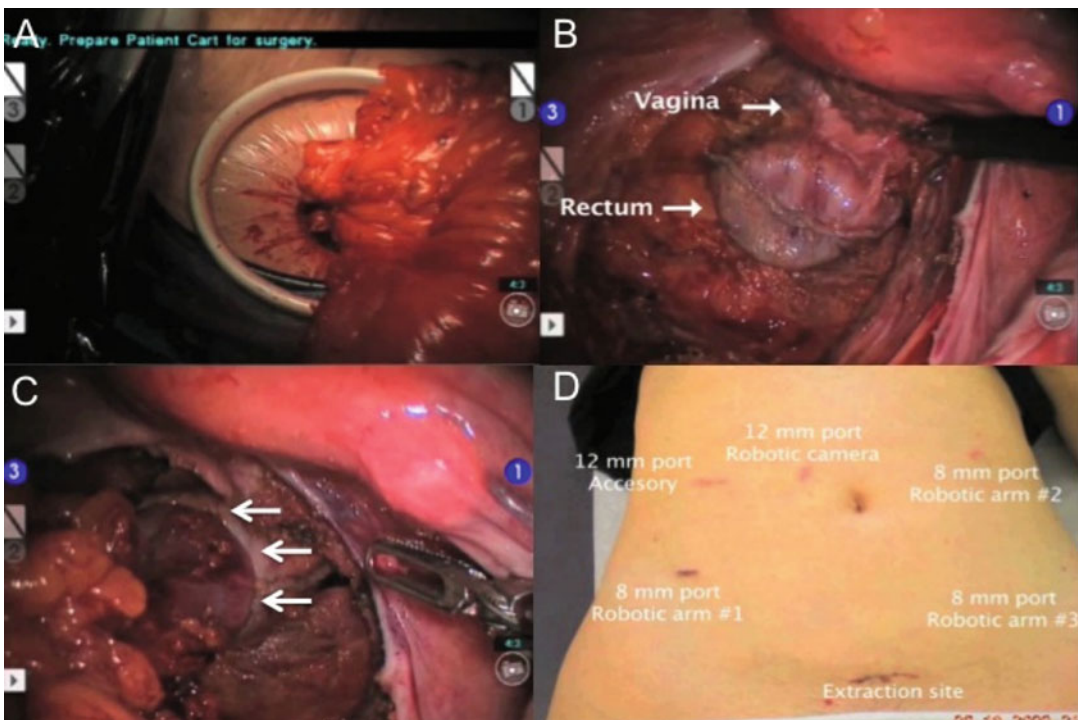 A
Ready. Prepare Patient Cart for surgery.
3
1
2
4:3
B
Vagina
3
1
2
Rectum
4:3
C
3
1
2
4:3
D
12 mm port
Robotic camera
12 mm port
Accesory
8 mm port
Robotic arm #2
8 mm port
Robotic arm #1
8 mm port
Robotic arm #3
Extraction site